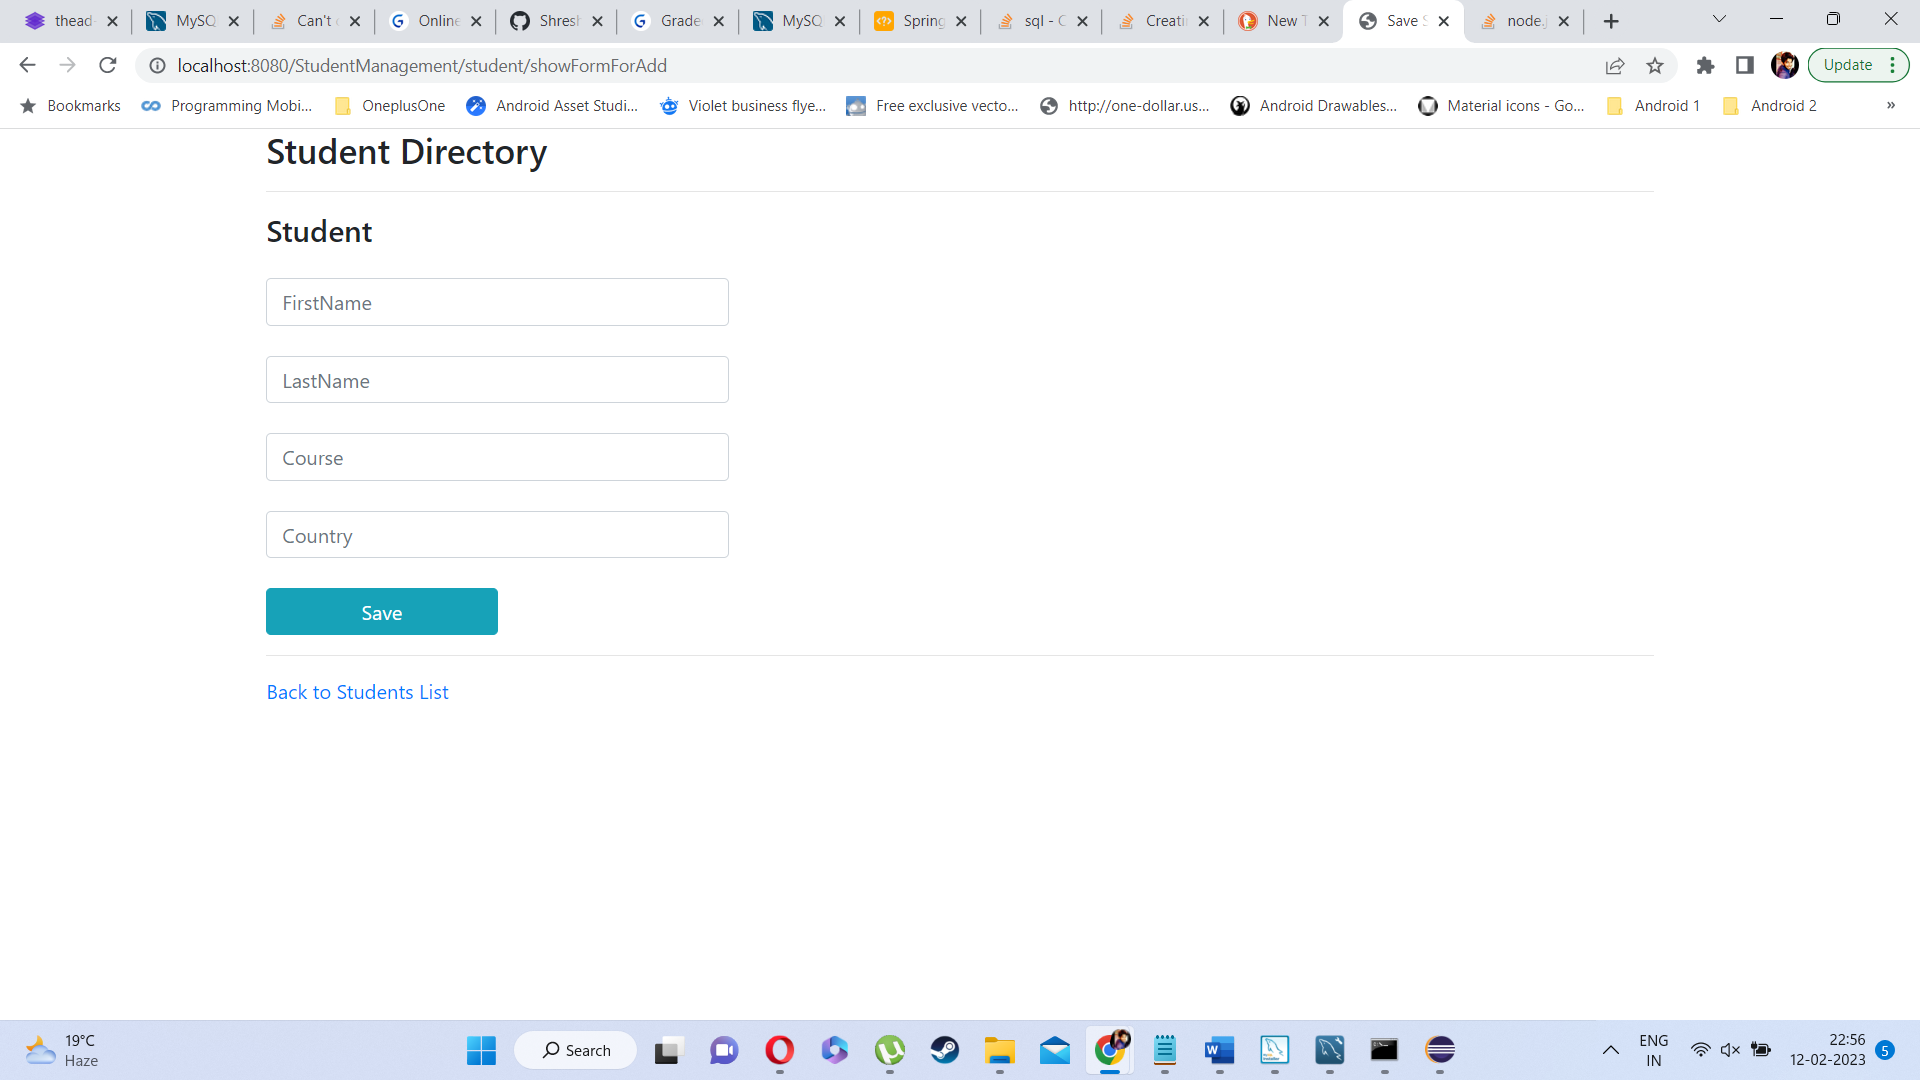 thead
MySQ
Can't
Online
Shresh
Grade
MySQ
Spring
sql - C
Creati
New T
Save S
node.j
localhost:8080/StudentManagement/student/showFormForAdd
Update
Bookmarks
Programming Mobi...
OneplusOne
Android Asset Studi...
Violet business flye...
Free exclusive vecto...
http://one-dollar.us...
Android Drawables...
Material icons - Go...
Android 1
Android 2
»
Student Directory
Student
FirstName
LastName
Course
Country
Save
Back to Students List
19°C
Haze
Search
ENG
IN
22:56
12-02-2023
5